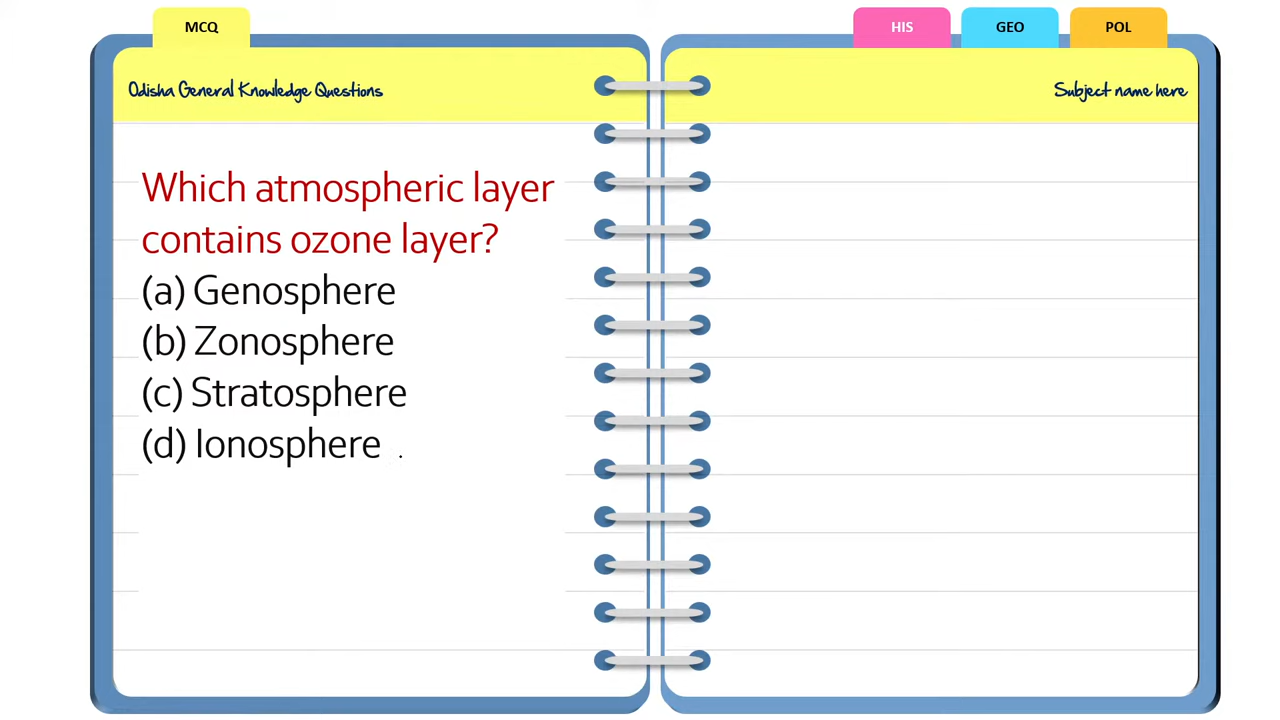 MCQ
HIS
GEO
POL
Odisha General Knowledge Questions
Subject name here
Which atmospheric layer
contains ozone layer?
(a) Genosphere
(b) Zonosphere
(c) Stratosphere
(d) Ionosphere .